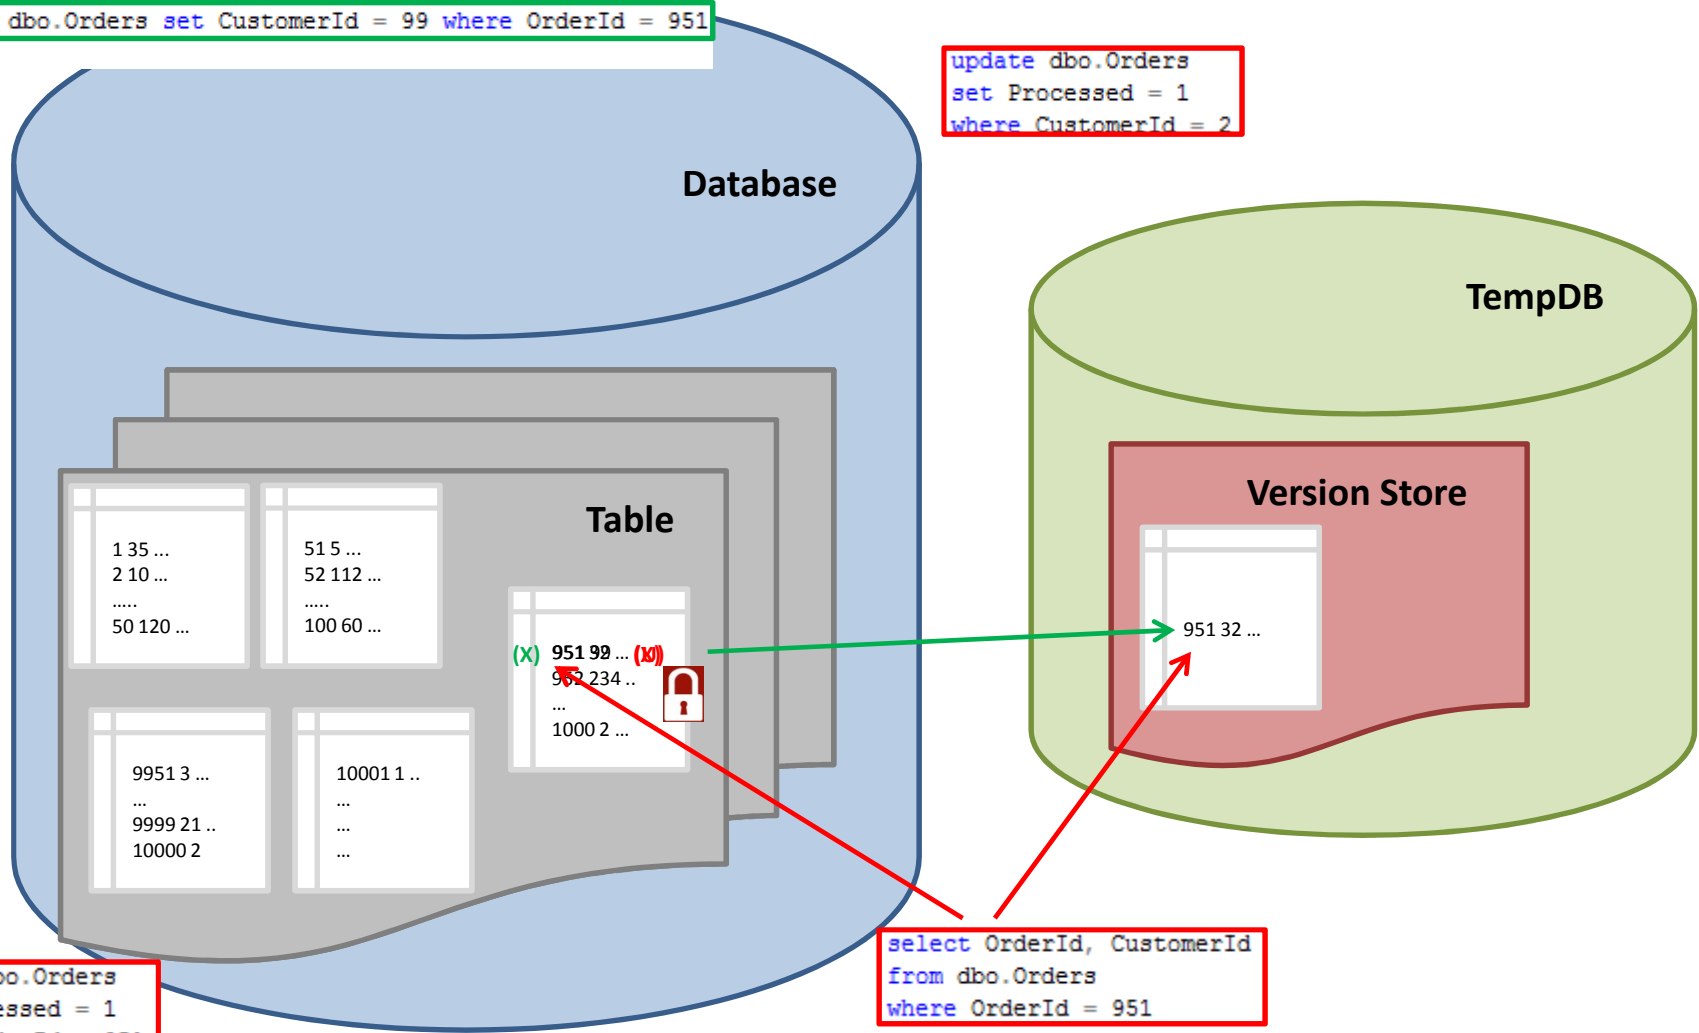 dbo.Orders set CustomerId = 99 where OrderId = 951
update dbo.Orders
set Processed = 1
where CustomerId = 2
Database
TempDB
Version Store
951 32 ...
Table
1 35 ...
2 10 ...
.....
50 120 ...
51 5 ...
52 112 ...
.....
100 60 ...
(X) 951 ...
952 234 ..
...
1000 2 ...
9951 3 ...
...
9999 21 ..
10000 2
10001 1 ..
...
...
...
select OrderId, CustomerId
from dbo.Orders
where OrderId = 951
.Orders
essed = 1